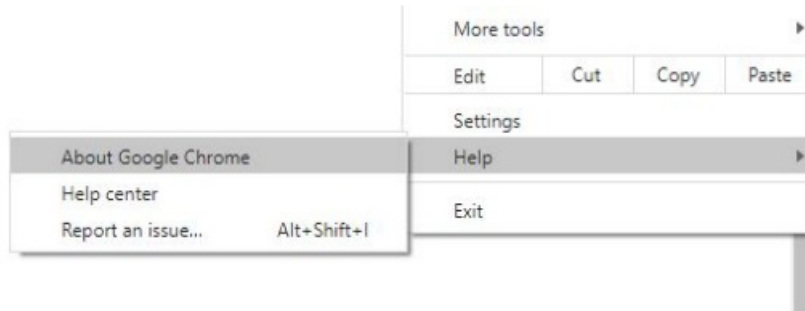 More tools
Edit Cut Copy Paste
Settings
About Google Chrome
Help
Help center
Report an issue... Alt+Shift+I
Exit